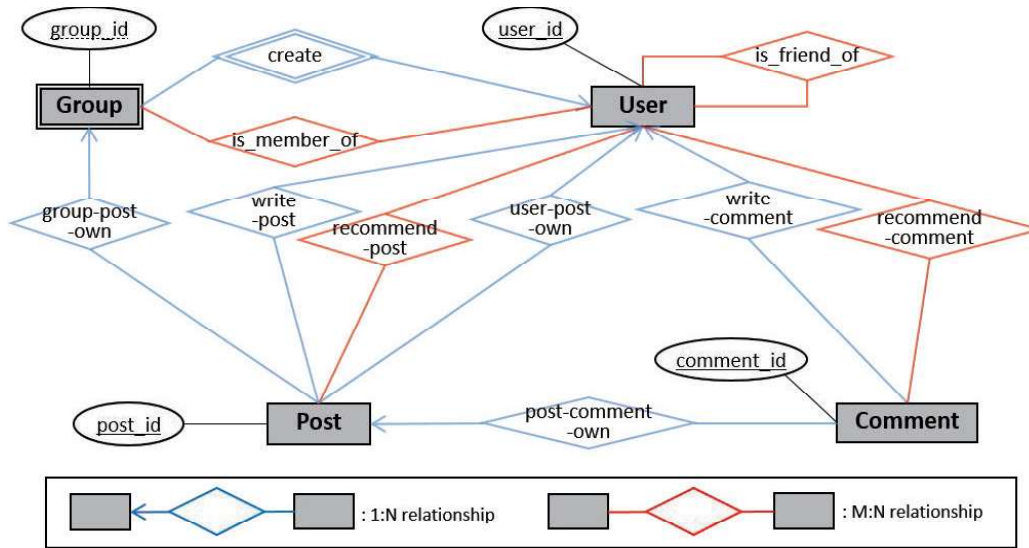 group_id
user_id
create
is_friend_of
Group
User
is_member_of
group-post
-own
write
-post
recommend
-post
user-post
-own
write
-comment
recommend
-comment
comment_id
post_id
Post
post-comment
-own
Comment
: 1:N relationship
: M:N relationship